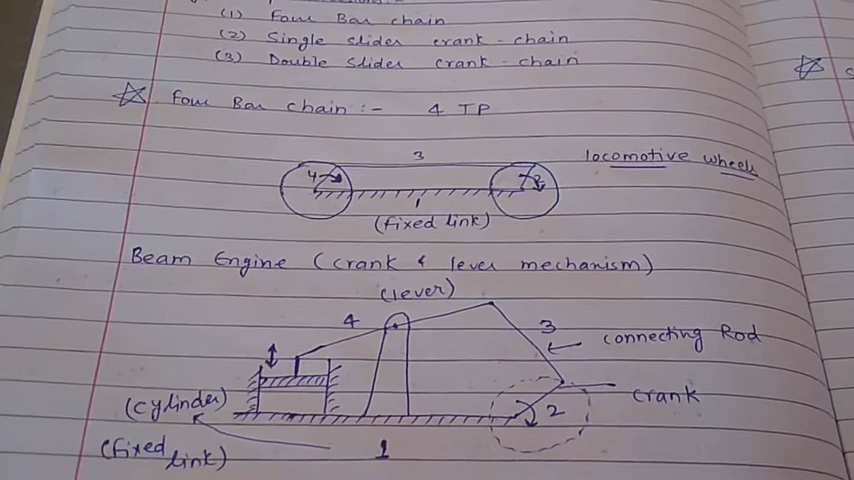 (1) Four Bar chain
(2) Single slider crank-chain
(3) Double Slider Crank-chain
Four Bar chain :- 4 TP
3
locomotive wheels
4
2
1
(fixed link)
Beam Engine (crank & lever mechanism)
(lever)
4
3
connecting Rod
(cylinder)
crank
2
(fixed link)
1